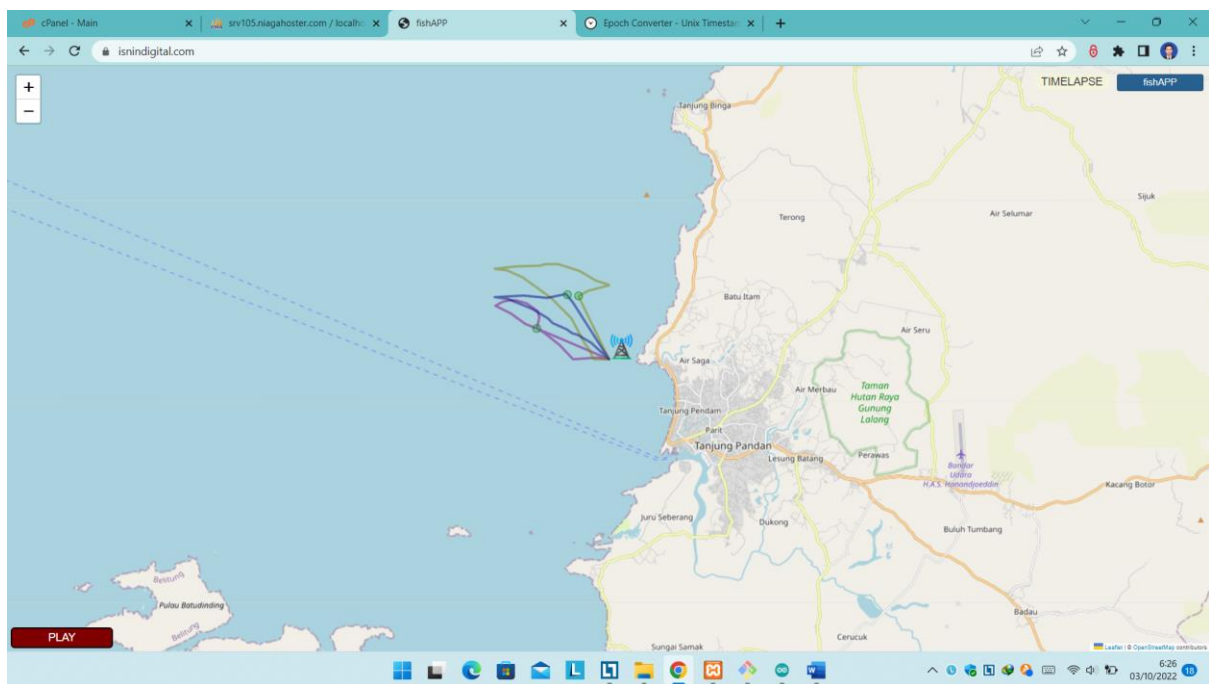 cPanel - Main
srv105.niagahoster.com / localho
fishAPP
Epoch Converter - Unix Timestam
isnindigital.com
+
−
TIMELAPSE
fishAPP
Tanjung Binga
Sijuk
Terong
Air Selumar
Batu Itam
Air Seru
Air Saga
Air Merbau
Taman
Hutan Raya
Gunung
Lalang
Tanjung Pendam
Parit
Tanjung Pandan
Lesung Batang
Perawas
Bandar
Udara
H.A.S. Hanandjoeddin
Kacang Botor
Juru Seberang
Dukong
Buluh Tumbang
Belitung
Pulau Batudinding
Belitung
Badau
PLAY
Cerucuk
Sungai Samak
Leaflet | © OpenStreetMap contributors
6:26
03/10/2022
18